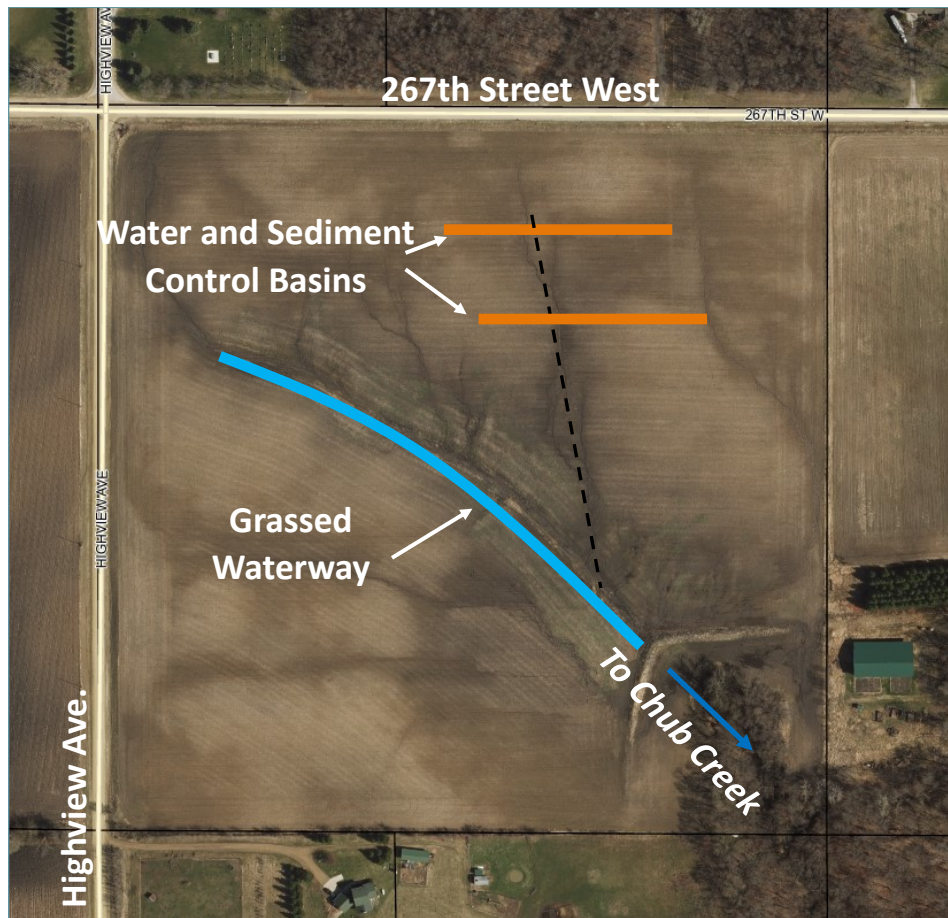 HIGHVIEW AVE
267th Street West
267TH ST W
Water and Sediment
Control Basins
HIGHVIEW AVE
Grassed
Waterway
To Chub Creek
Highview Ave.